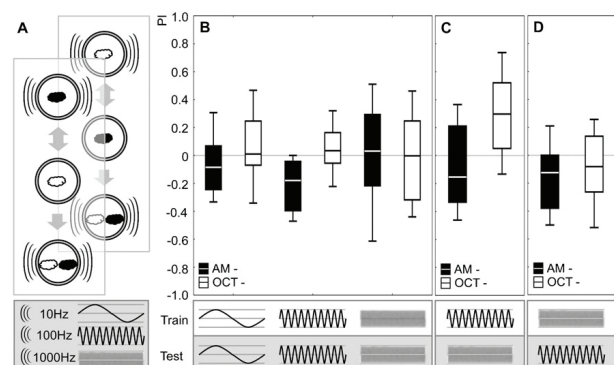 A
B
C
D
PI
1.0
0.8
0.6
0.4
0.2
0
-0.2
-0.4
-0.6
-0.8
-1.0
AM -
OCT -
AM -
OCT -
AM -
OCT -
10Hz
100Hz
1000Hz
Train
Test